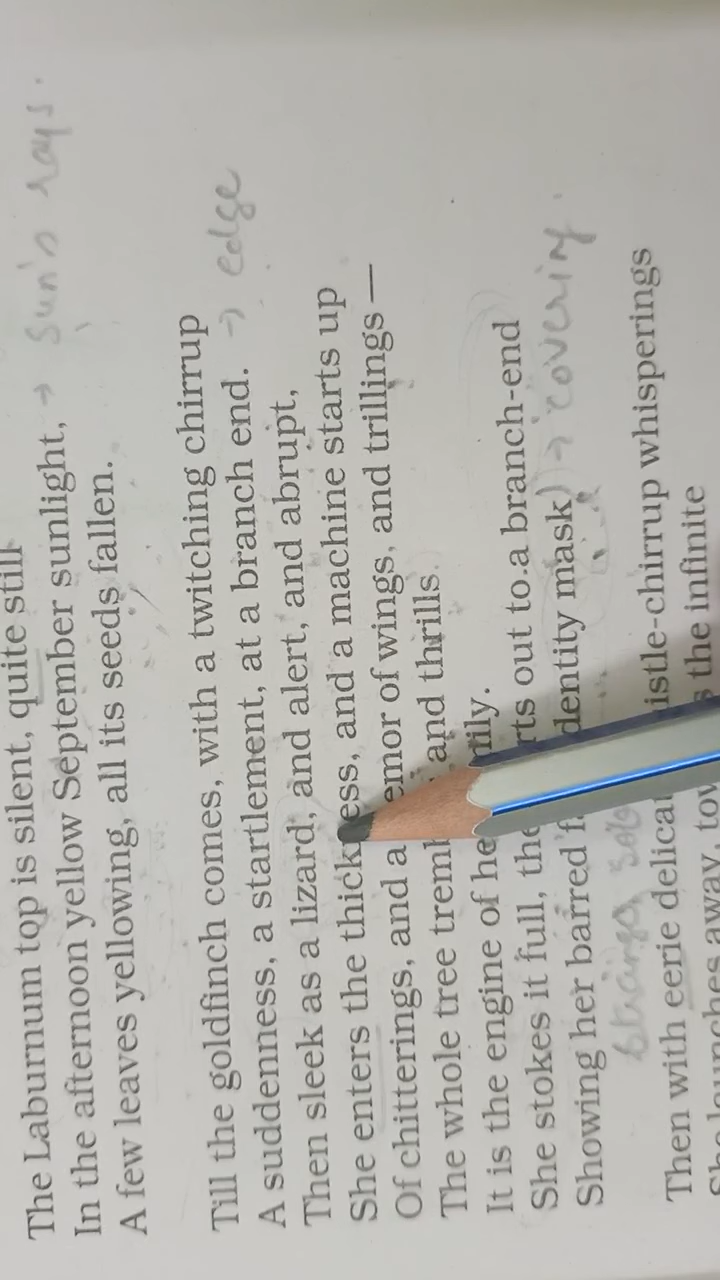 The Laburnum top is silent, quite still
In the afternoon yellow September sunlight, → Sun's rays.
A few leaves yellowing, all its seeds fallen.
Till the goldfinch comes, with a twitching chirrup
A suddenness, a startlement, at a branch end. → edge
Then sleek as a lizard, and alert, and abrupt,
She enters the thickness, and a machine starts up
Of chitterings, and a emor of wings, and trillings —
The whole tree trem and thrills.
It is the engine of he ily.
She stokes it full, the rts out to a branch-end
Showing her barred f dentity mask) → covering.
Then with eerie delica istle-chirrup whisperings
the infinite